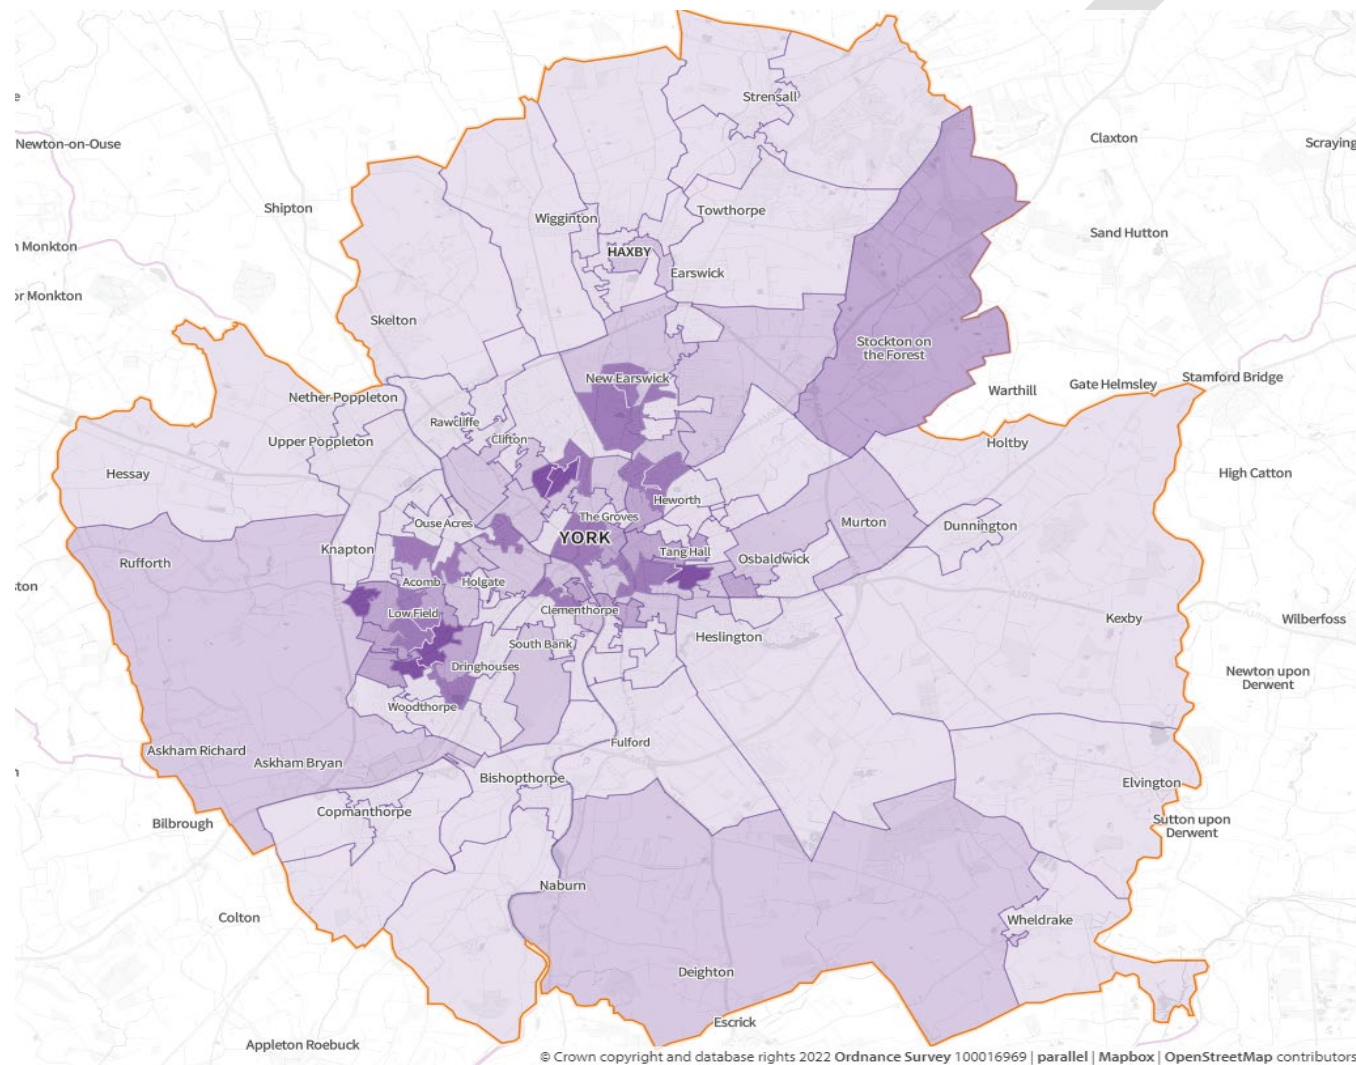 Strensall
Claxton
Newton-on-Ouse
Scraying
Shipton
Wigginton
Towthorpe
Monkton
HAXBY
Sand Hutton
Earswick
or Monkton
Skelton
Stockton on
the Forest
New Earswick
Warthill
Gate Helmsley
Stamford Bridge
Nether Poppleton
Rawcliffe
Upper Poppleton
Clifton
Holtby
Hessay
High Catton
Heworth
The Groves
Ouse Acres
Murton
Dunnington
YORK
Knapton
Tang Hall
Osbaldwick
Rufforth
ton
Acomb
Holgate
Low Field
Clementhorpe
Kexby
Wilberfoss
South Bank
Heslington
Dringhouses
Newton upon
Derwent
Woodthorpe
Fulford
Askham Richard
Askham Bryan
Bishopthorpe
Elvington
Copmanthorpe
Bilbrough
Sutton upon
Derwent
Naburn
Colton
Wheldrake
Deighton
Escrick
Appleton Roebuck
© Crown copyright and database rights 2022 Ordnance Survey 100016969 | parallel | Mapbox | OpenStreetMap contributors